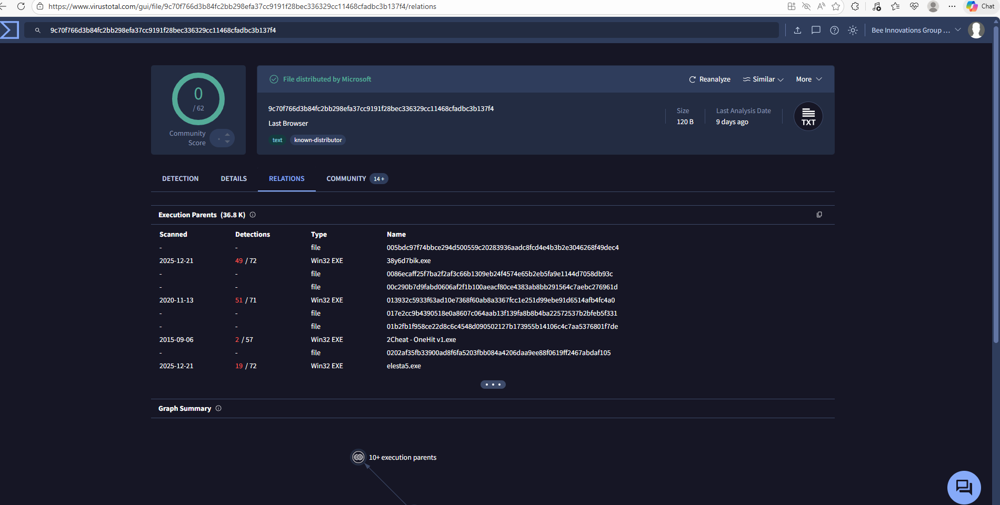 https://www.virustotal.com/gui/file/9c70f766d3b84fc2bb298efa37cc9191f28bec336329cc11468cfadbc3b137f4/relations
Chat
9c70f766d3b84fc2bb298efa37cc9191f28bec336329cc11468cfadbc3b137f4
Bee Innovations Group ...
0
/ 62
Community
Score
File distributed by Microsoft
Reanalyze
Similar
More
9c70f766d3b84fc2bb298efa37cc9191f28bec336329cc11468cfadbc3b137f4
Last Browser
text
known-distributor
Size
120 B
Last Analysis Date
9 days ago
TXT
DETECTION
DETAILS
RELATIONS
COMMUNITY
14 +
Execution Parents (36.8 K)
Scanned Detections Type Name
- - file 005bdc97f74bbce294d500559c20283936aadc8fcd4e4b3b2e3046268f49dec4
2025-12-21 49 / 72 Win32 EXE 38y6d7bik.exe
- - file 0086ecaff25f7ba2f2af3c66b1309eb24f4574e65b2eb5fa9e1144d7058db93c
- - file 00c290b7d9fabd0606af2f1b100aeacf80ce4383ab8bb291564c7aebc276961d
2020-11-13 51 / 71 Win32 EXE 013932c5933f63ad10e7368f60ab8a3367fcc1e251d99ebe91d6514afb4fc4a0
- - file 017e2cc9b4390518e0a8607c064aab13f139fa8b8b4ba22572537b2bfeb5f331
- - file 01b2fb1f958ce22d8c6c4548d090502127b173955b14106c4c7aa5376801f7de
2015-09-06 2 / 57 Win32 EXE 2Cheat - OneHit v1.exe
- - file 0202af35fb33900ad8f6fa5203fbb084a4206daa9ee88f0619ff2467abdaf105
2025-12-21 19 / 72 Win32 EXE elesta5.exe
Graph Summary
10+ execution parents